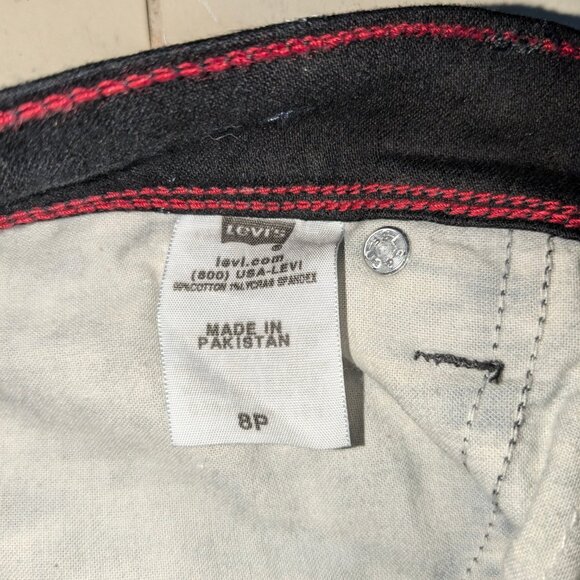 Levi's
levi.com
(800) USA-LEVI
99%COTTON 1%LYCRA® SPANDEX
MADE IN
PAKISTAN
8P